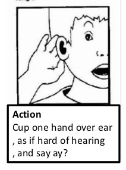 Action
Cup one hand over ear
, as if hard of hearing
, and say ay?